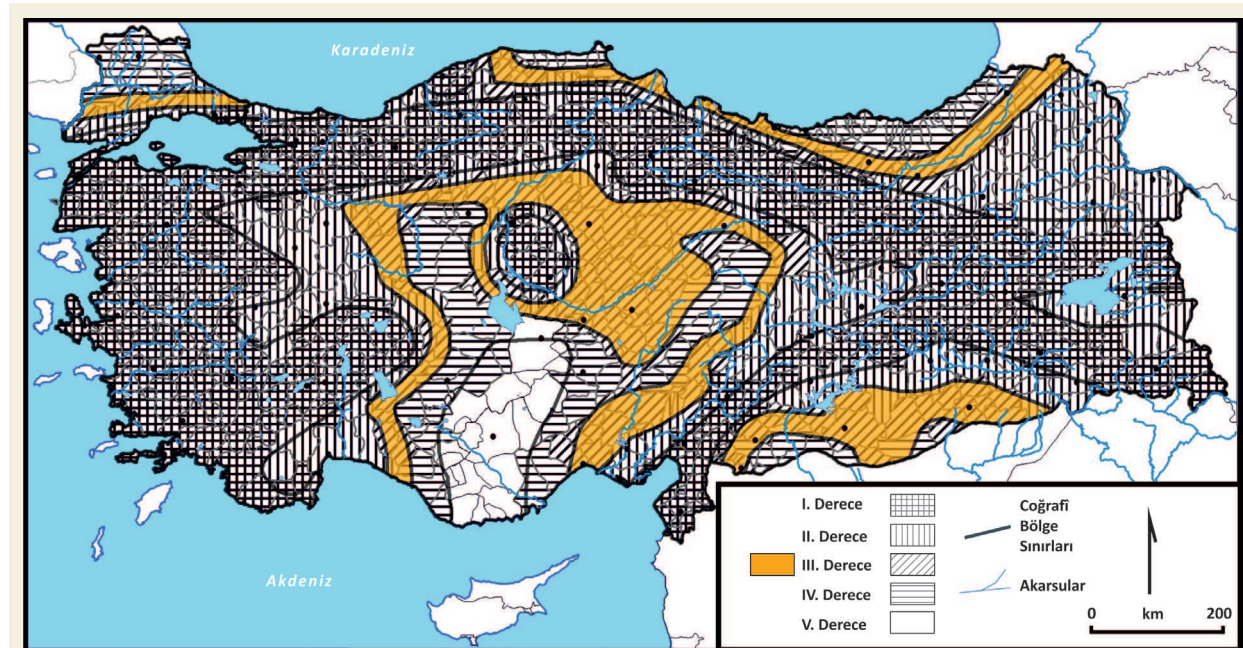 Karadeniz
Akdeniz
I. Derece
II. Derece
III. Derece
IV. Derece
V. Derece
Coğrafî
Bölge
Sınırları
Akarsular
0 km 200